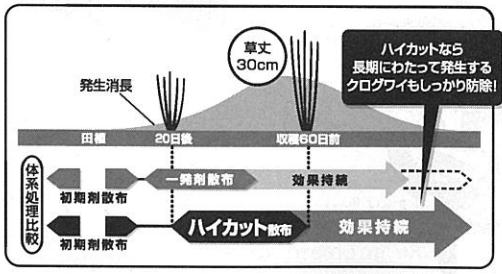 草丈
30cm
ハイカットなら
長期にわたって発生する
クログワイもしっかり防除!
発生消長
田植
20日後
収穫60日前
体系処理比較
初期剤散布
一発剤散布
効果持続
初期剤散布
ハイカット散布
効果持続